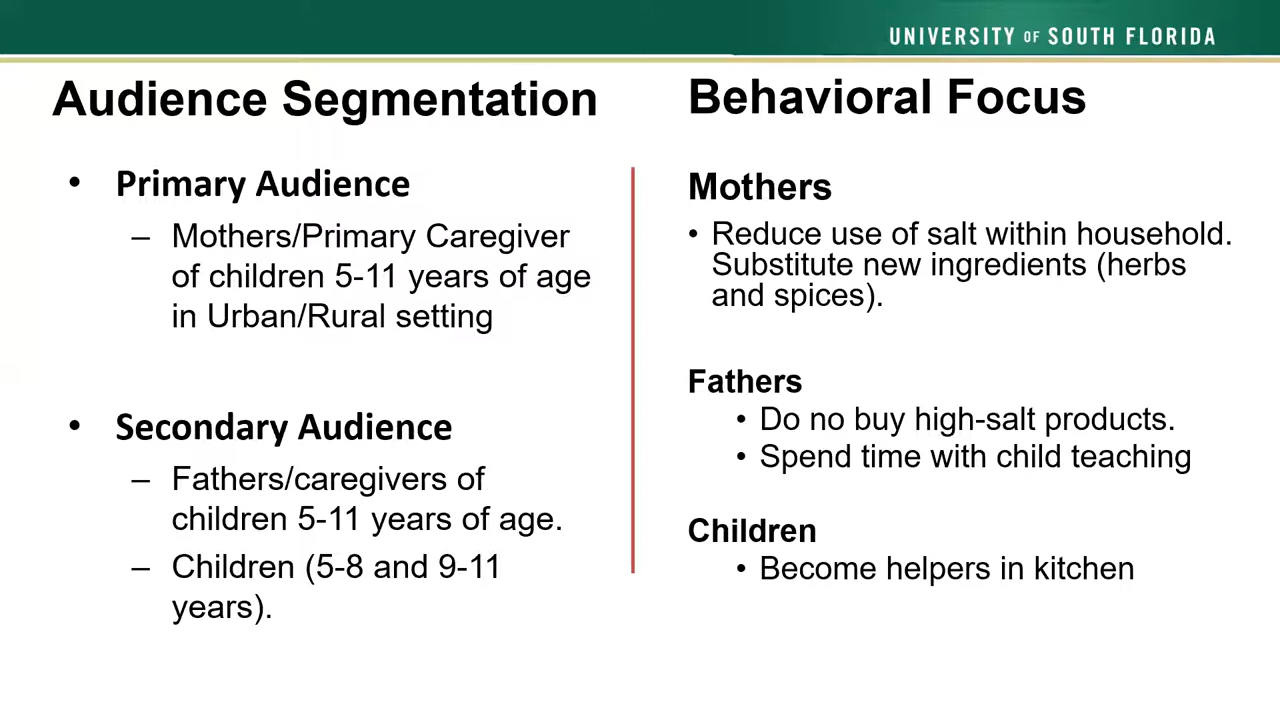 UNIVERSITY OF SOUTH FLORIDA
Audience Segmentation
• Primary Audience
– Mothers/Primary Caregiver
of children 5-11 years of age
in Urban/Rural setting
• Secondary Audience
– Fathers/caregivers of
children 5-11 years of age.
– Children (5-8 and 9-11
years).
Behavioral Focus
Mothers
• Reduce use of salt within household.
Substitute new ingredients (herbs
and spices).
Fathers
• Do no buy high-salt products.
• Spend time with child teaching
Children
• Become helpers in kitchen